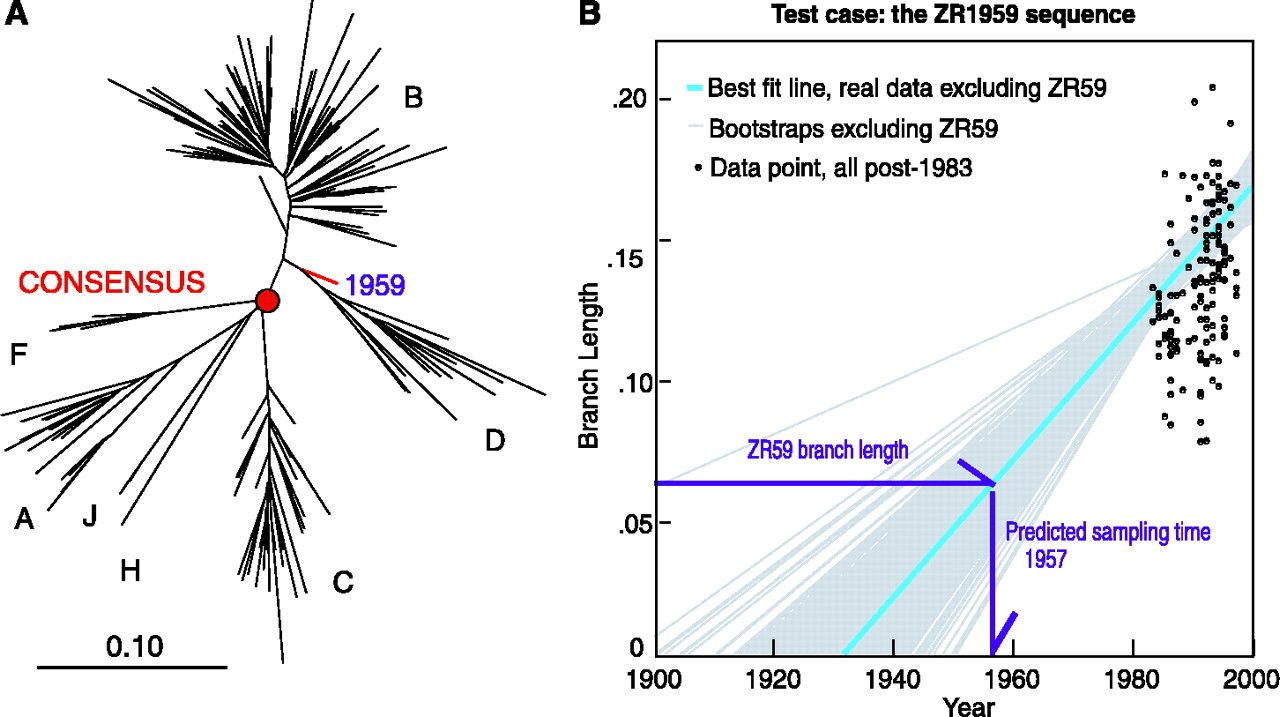 A
B
CONSENSUS
1959
F
A
J
H
C
D
0.10
B
Test case: the ZR1959 sequence
Best fit line, real data excluding ZR59
Bootstraps excluding ZR59
Data point, all post-1983
ZR59 branch length
Predicted sampling time
1957
Branch Length
.20
.15
.10
.05
0
1900 1920 1940 1960 1980 2000
Year